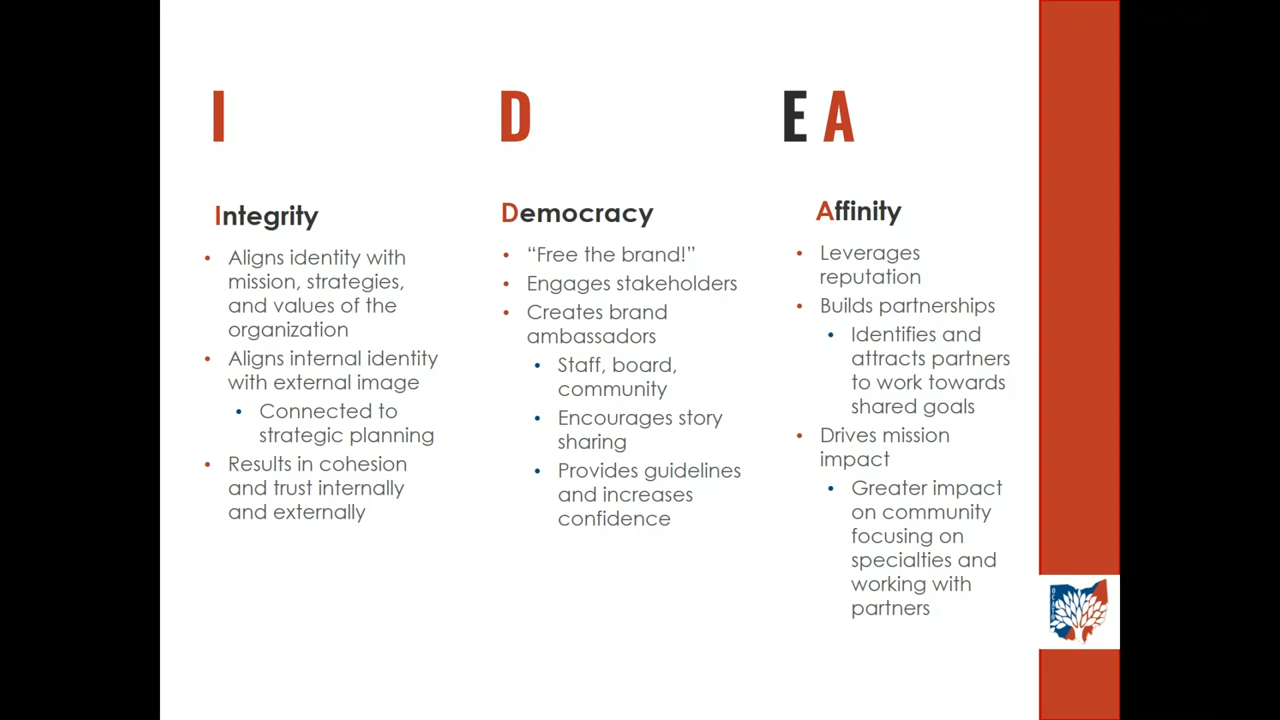 I
D
E A
Integrity
• Aligns identity with
mission, strategies,
and values of the
organization
• Aligns internal identity
with external image
• Connected to
strategic planning
• Results in cohesion
and trust internally
and externally
Democracy
• “Free the brand!”
• Engages stakeholders
• Creates brand
ambassadors
• Staff, board,
community
• Encourages story
sharing
• Provides guidelines
and increases
confidence
Affinity
• Leverages
reputation
• Builds partnerships
• Identifies and
attracts partners
to work towards
shared goals
• Drives mission
impact
• Greater impact
on community
focusing on
specialties and
working with
partners